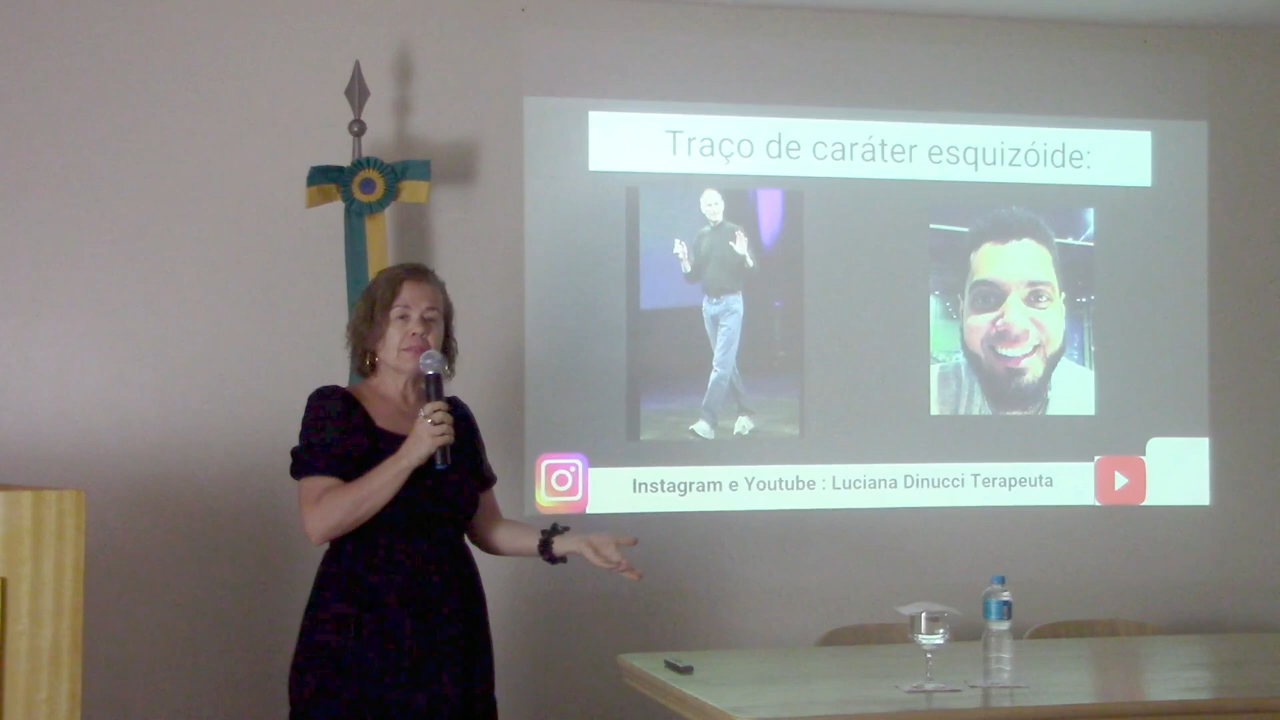 Traço de caráter esquizóide:
Instagram e Youtube : Luciana Dinucci Terapeuta